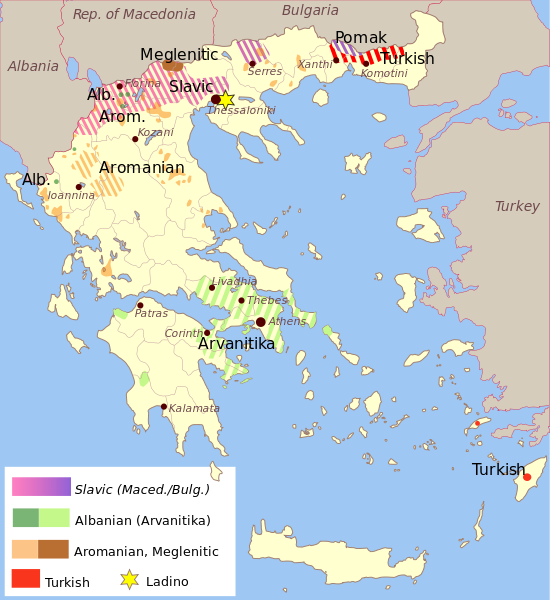 Rep. of Macedonia
Bulgaria
Albania
Turkey
Pomak
Turkish
Meglenitic
Slavic
Serres
Xanthi
Komotini
Florina
Alb.
Arom.
Thessaloniki
Kozani
Aromanian
Alb.
Ioannina
Livadhia
Thebes
Patras
Athens
Corinth
Arvanitika
Kalamata
Turkish
Slavic (Maced./Bulg.)
Albanian (Arvanitika)
Aromanian, Meglenitic
Turkish
Ladino